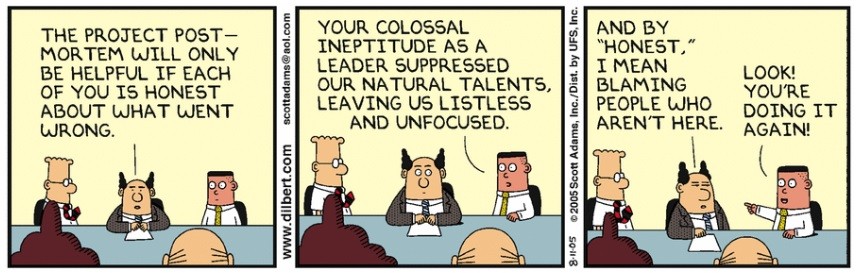 THE PROJECT POST-
MORTEM WILL ONLY
BE HELPFUL IF EACH
OF YOU IS HONEST
ABOUT WHAT WENT
WRONG.
www.dilbert.com scottadams@aol.com
YOUR COLOSSAL
INEPTITUDE AS A
LEADER SUPPRESSED
OUR NATURAL TALENTS,
LEAVING US LISTLESS
AND UNFOCUSED.
8-11-05 © 2005 Scott Adams, Inc./Dist. by UFS, Inc.
AND BY
"HONEST,"
I MEAN
BLAMING
PEOPLE WHO
AREN'T HERE.
LOOK!
YOU'RE
DOING IT
AGAIN!